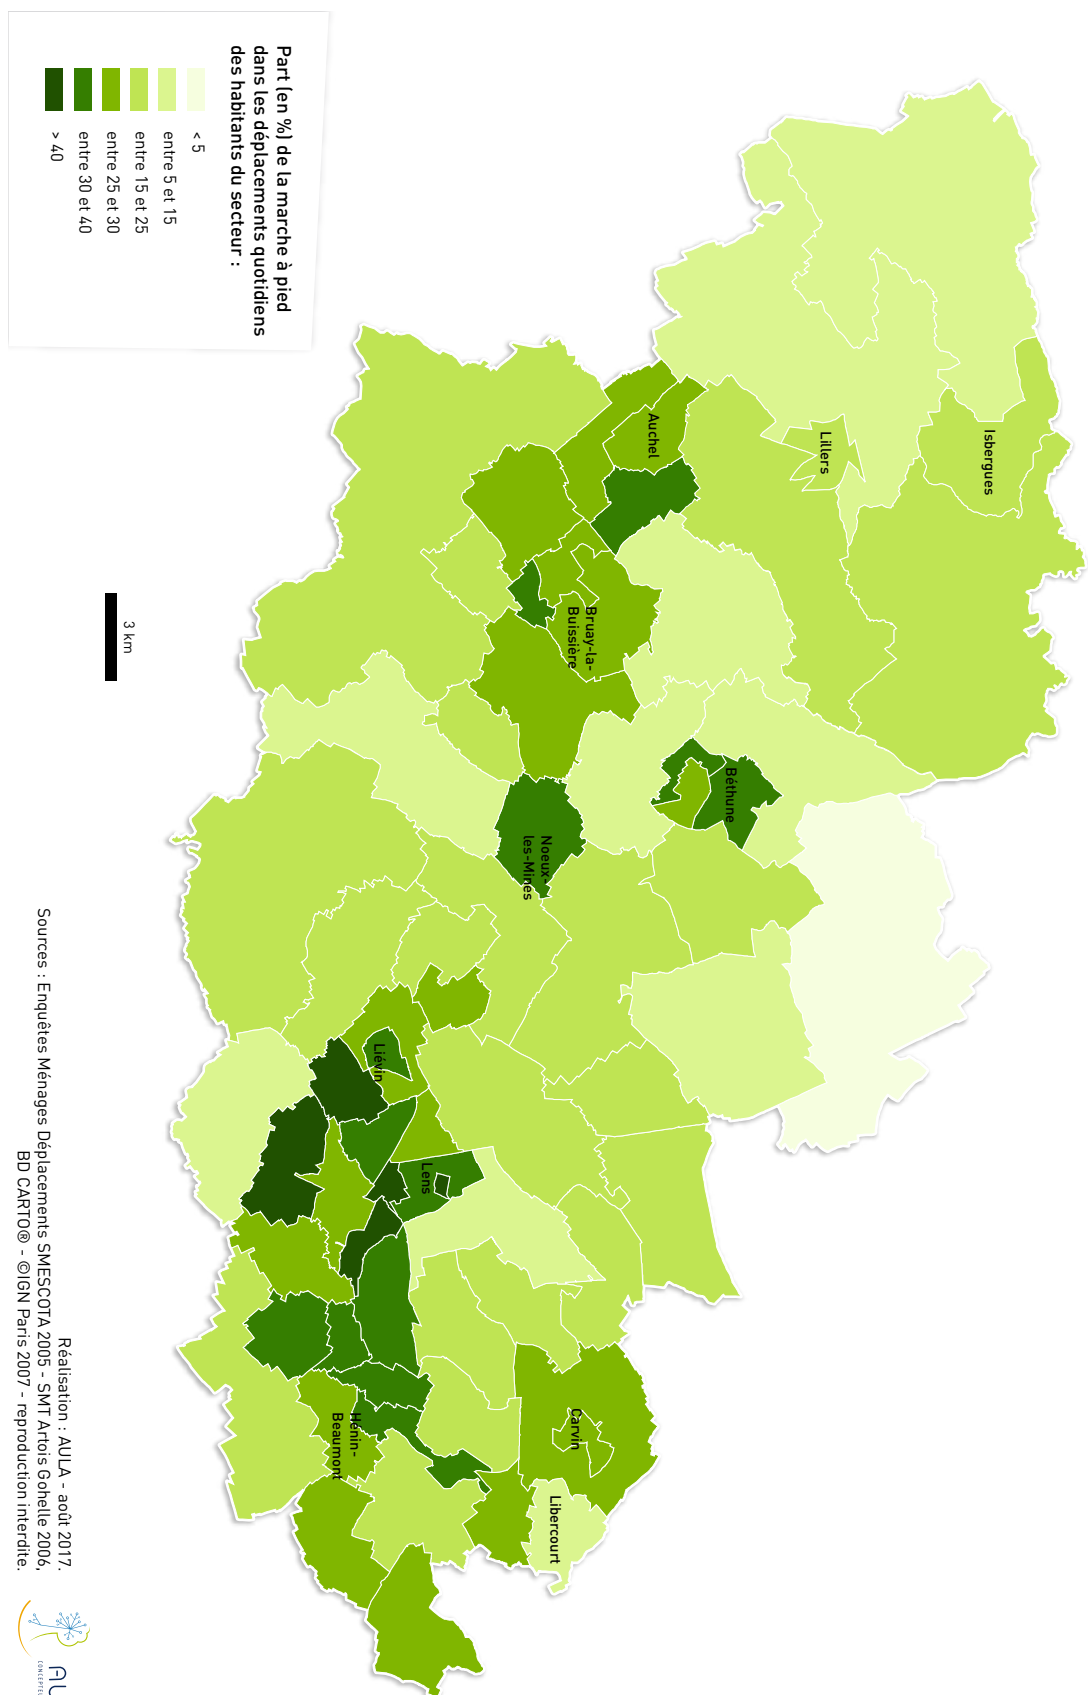 Part (en %) de la marche à pied
dans les déplacements quotidiens
des habitants du secteur :
< 5
entre 5 et 15
entre 15 et 25
entre 25 et 30
entre 30 et 40
> 40
Isbergues
Lillers
Auchel
Bruay-la-
Buissière
Béthune
Noeux-
les-Mines
Liévin
Lens
Carvin
Hénin-
Beaumont
Libercourt
3 km
Réalisation : AULA - août 2017.
Sources : Enquêtes Ménages Déplacements SMESCOTA 2005 - SMT Artois Gohelle 2006,
BD CARTO® - ©IGN Paris 2007 - reproduction interdite.